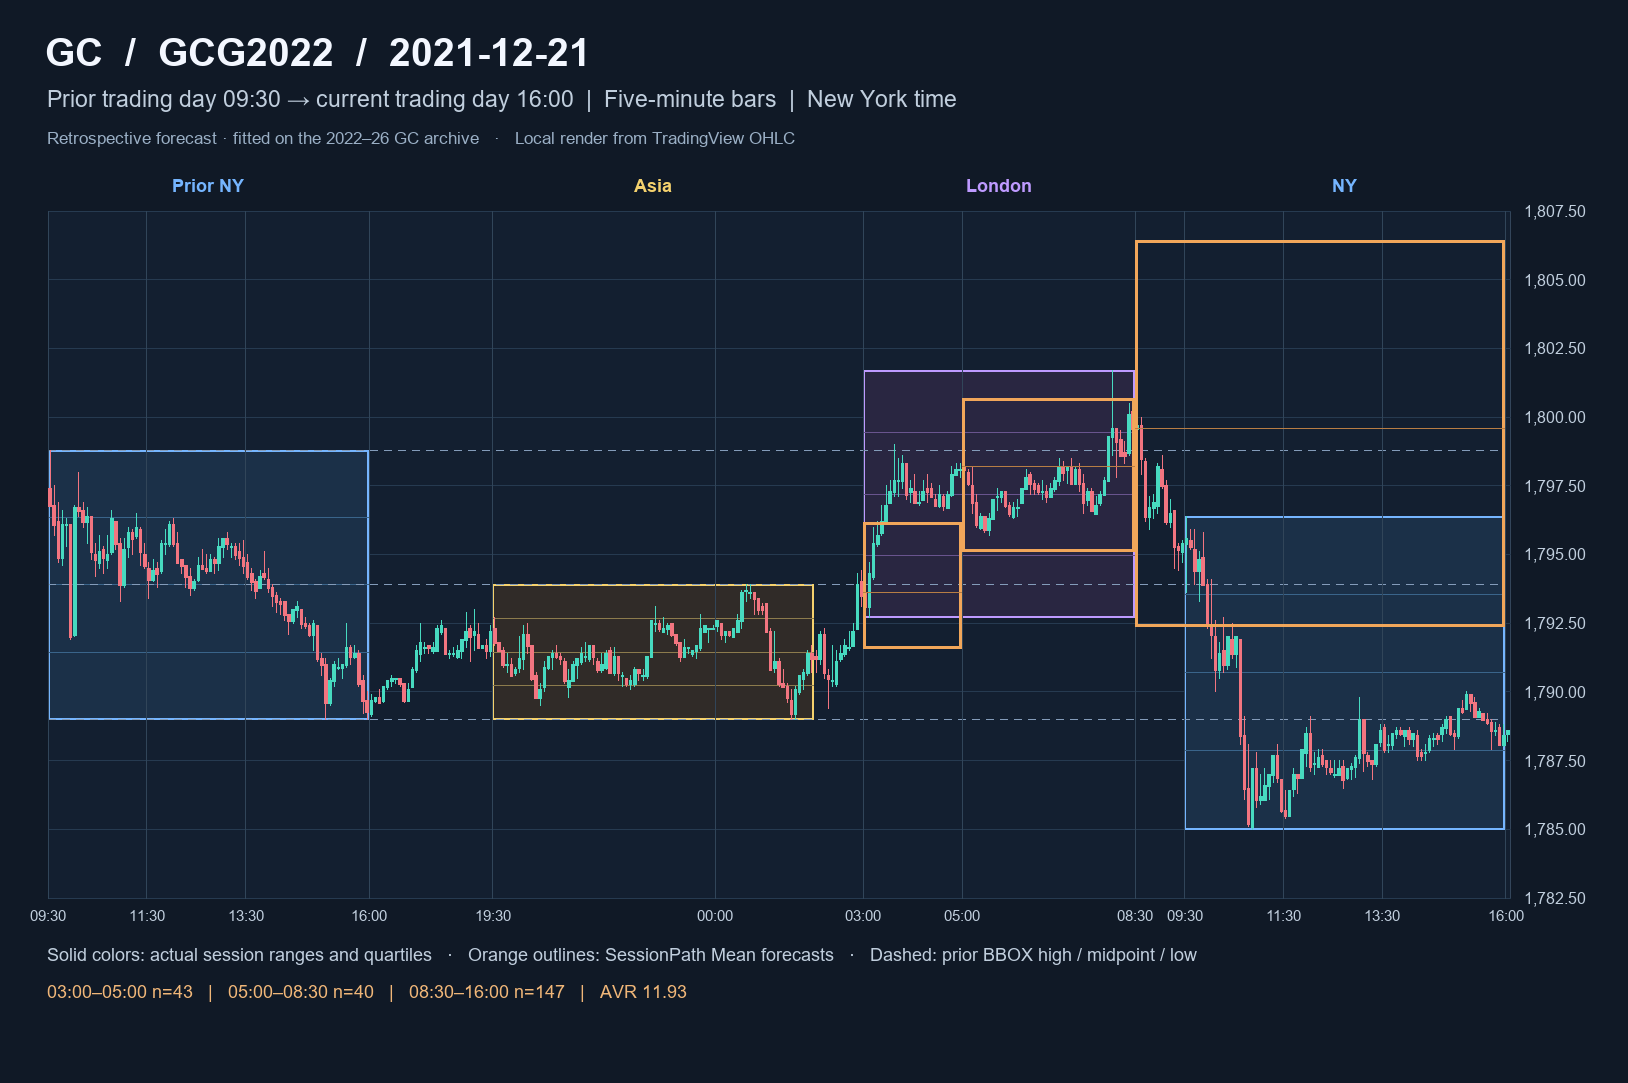 GC / GCG2022 / 2021-12-21
Prior trading day 09:30 → current trading day 16:00 | Five-minute bars | New York time
Retrospective forecast · fitted on the 2022–26 GC archive · Local render from TradingView OHLC
Prior NY Asia London NY
1,807.50
1,805.00
1,802.50
1,800.00
1,797.50
1,795.00
1,792.50
1,790.00
1,787.50
1,785.00
1,782.50
09:30 11:30 13:30 16:00 19:30 00:00 03:00 05:00 08:30 09:30 11:30 13:30 16:00
Solid colors: actual session ranges and quartiles · Orange outlines: SessionPath Mean forecasts · Dashed: prior BBOX high / midpoint / low
03:00–05:00 n=43 | 05:00–08:30 n=40 | 08:30–16:00 n=147 | AVR 11.93